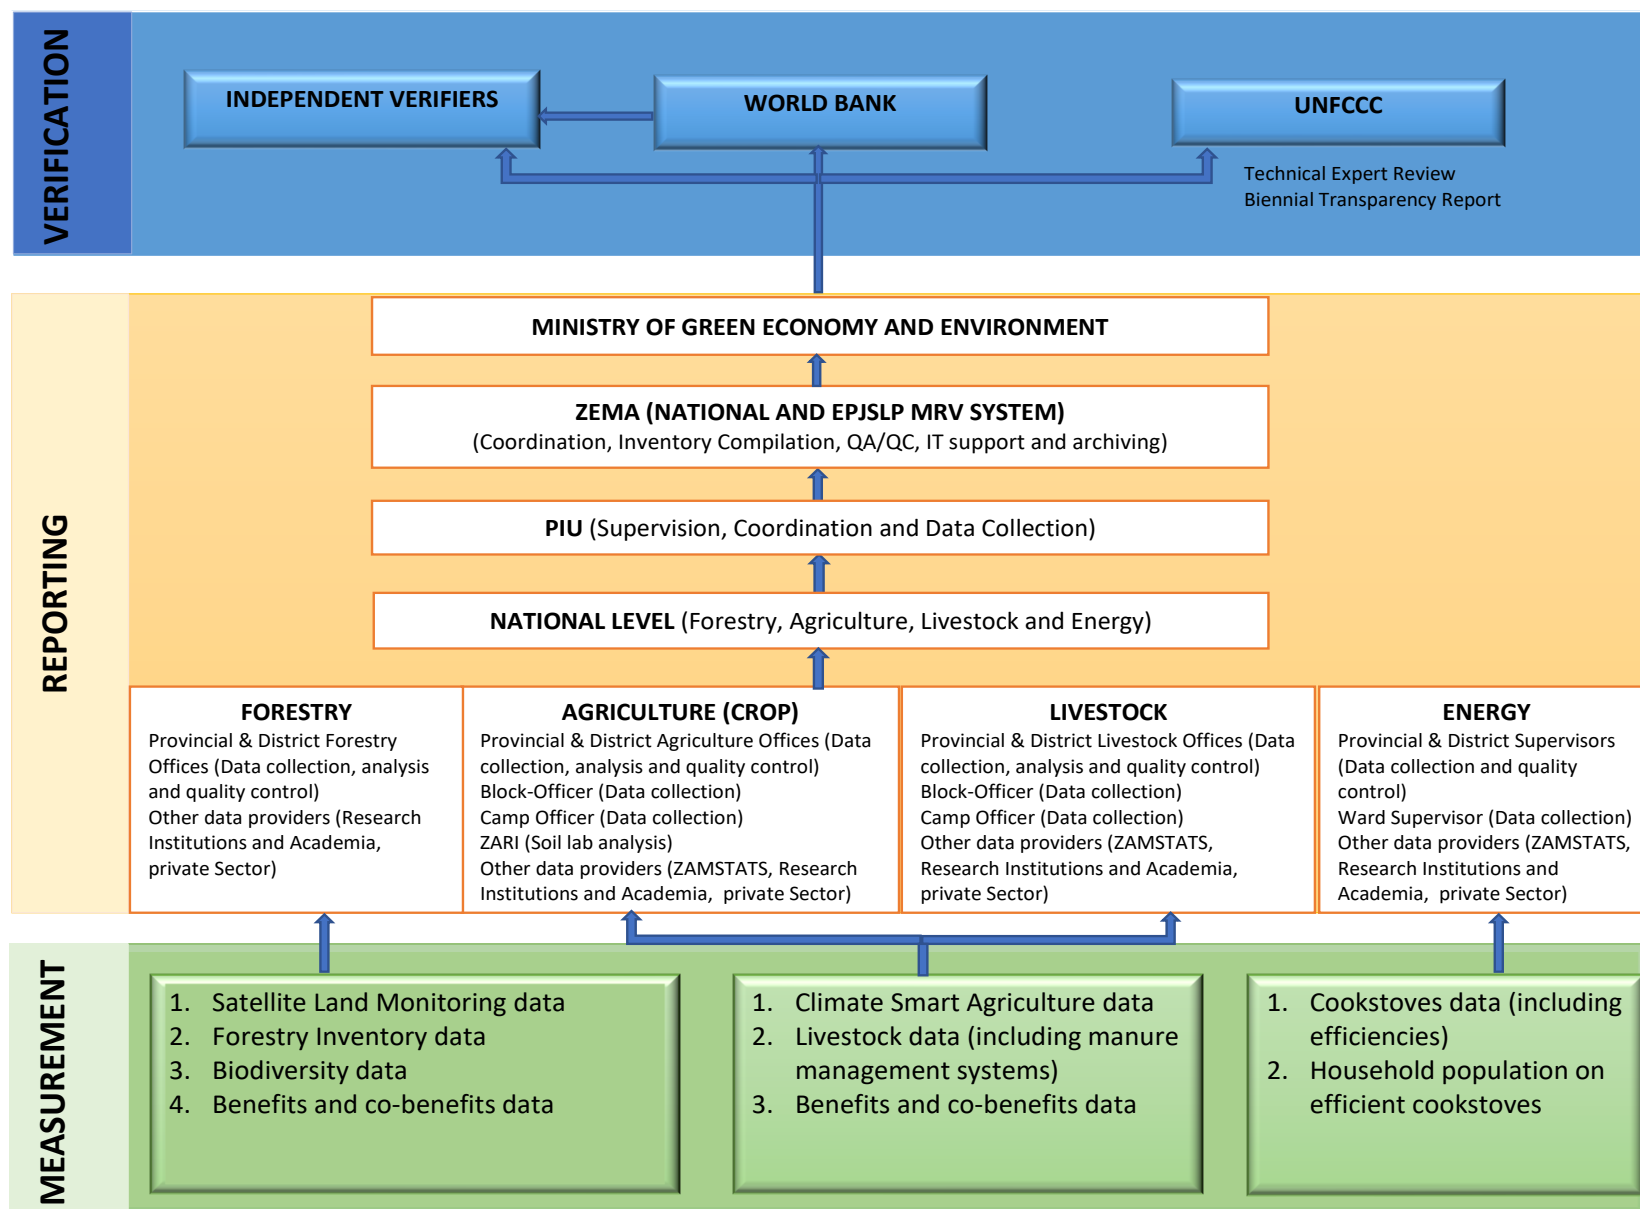 VERIFICATION
INDEPENDENT VERIFIERS
WORLD BANK
UNFCCC
Technical Expert Review
Biennial Transparency Report
REPORTING
MINISTRY OF GREEN ECONOMY AND ENVIRONMENT
ZEMA (NATIONAL AND EPJSLP MRV SYSTEM)
(Coordination, Inventory Compilation, QA/QC, IT support and archiving)
PIU (Supervision, Coordination and Data Collection)
NATIONAL LEVEL (Forestry, Agriculture, Livestock and Energy)
FORESTRY
Provincial & District Forestry
Offices (Data collection, analysis
and quality control)
Other data providers (Research
Institutions and Academia,
private Sector)
AGRICULTURE (CROP)
Provincial & District Agriculture Offices (Data
collection, analysis and quality control)
Block-Officer (Data collection)
Camp Officer (Data collection)
ZARI (Soil lab analysis)
Other data providers (ZAMSTATS, Research
Institutions and Academia, private Sector)
LIVESTOCK
Provincial & District Livestock Offices (Data
collection, analysis and quality control)
Block-Officer (Data collection)
Camp Officer (Data collection)
Other data providers (ZAMSTATS,
Research Institutions and Academia,
private Sector)
ENERGY
Provincial & District Supervisors
(Data collection and quality
control)
Ward Supervisor (Data collection)
Other data providers (ZAMSTATS,
Research Institutions and
Academia, private Sector)
MEASUREMENT
1. Satellite Land Monitoring data
2. Forestry Inventory data
3. Biodiversity data
4. Benefits and co-benefits data
1. Climate Smart Agriculture data
2. Livestock data (including manure
management systems)
3. Benefits and co-benefits data
1. Cookstoves data (including
efficiencies)
2. Household population on
efficient cookstoves